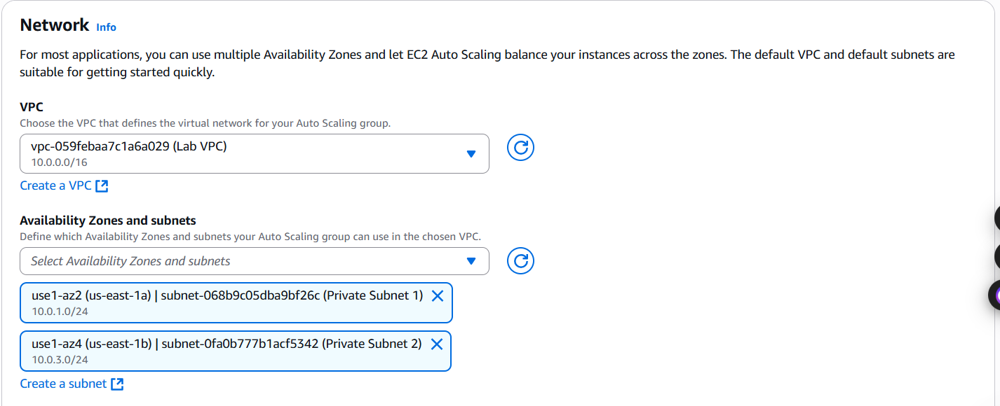 Network Info
For most applications, you can use multiple Availability Zones and let EC2 Auto Scaling balance your instances across the zones. The default VPC and default subnets are
suitable for getting started quickly.
VPC
Choose the VPC that defines the virtual network for your Auto Scaling group.
vpc-059febaa7c1a6a029 (Lab VPC)
10.0.0.0/16
Create a VPC
Availability Zones and subnets
Define which Availability Zones and subnets your Auto Scaling group can use in the chosen VPC.
Select Availability Zones and subnets
use1-az2 (us-east-1a) | subnet-068b9c05dba9bf26c (Private Subnet 1)
10.0.1.0/24
use1-az4 (us-east-1b) | subnet-0fa0b777b1acf5342 (Private Subnet 2)
10.0.3.0/24
Create a subnet